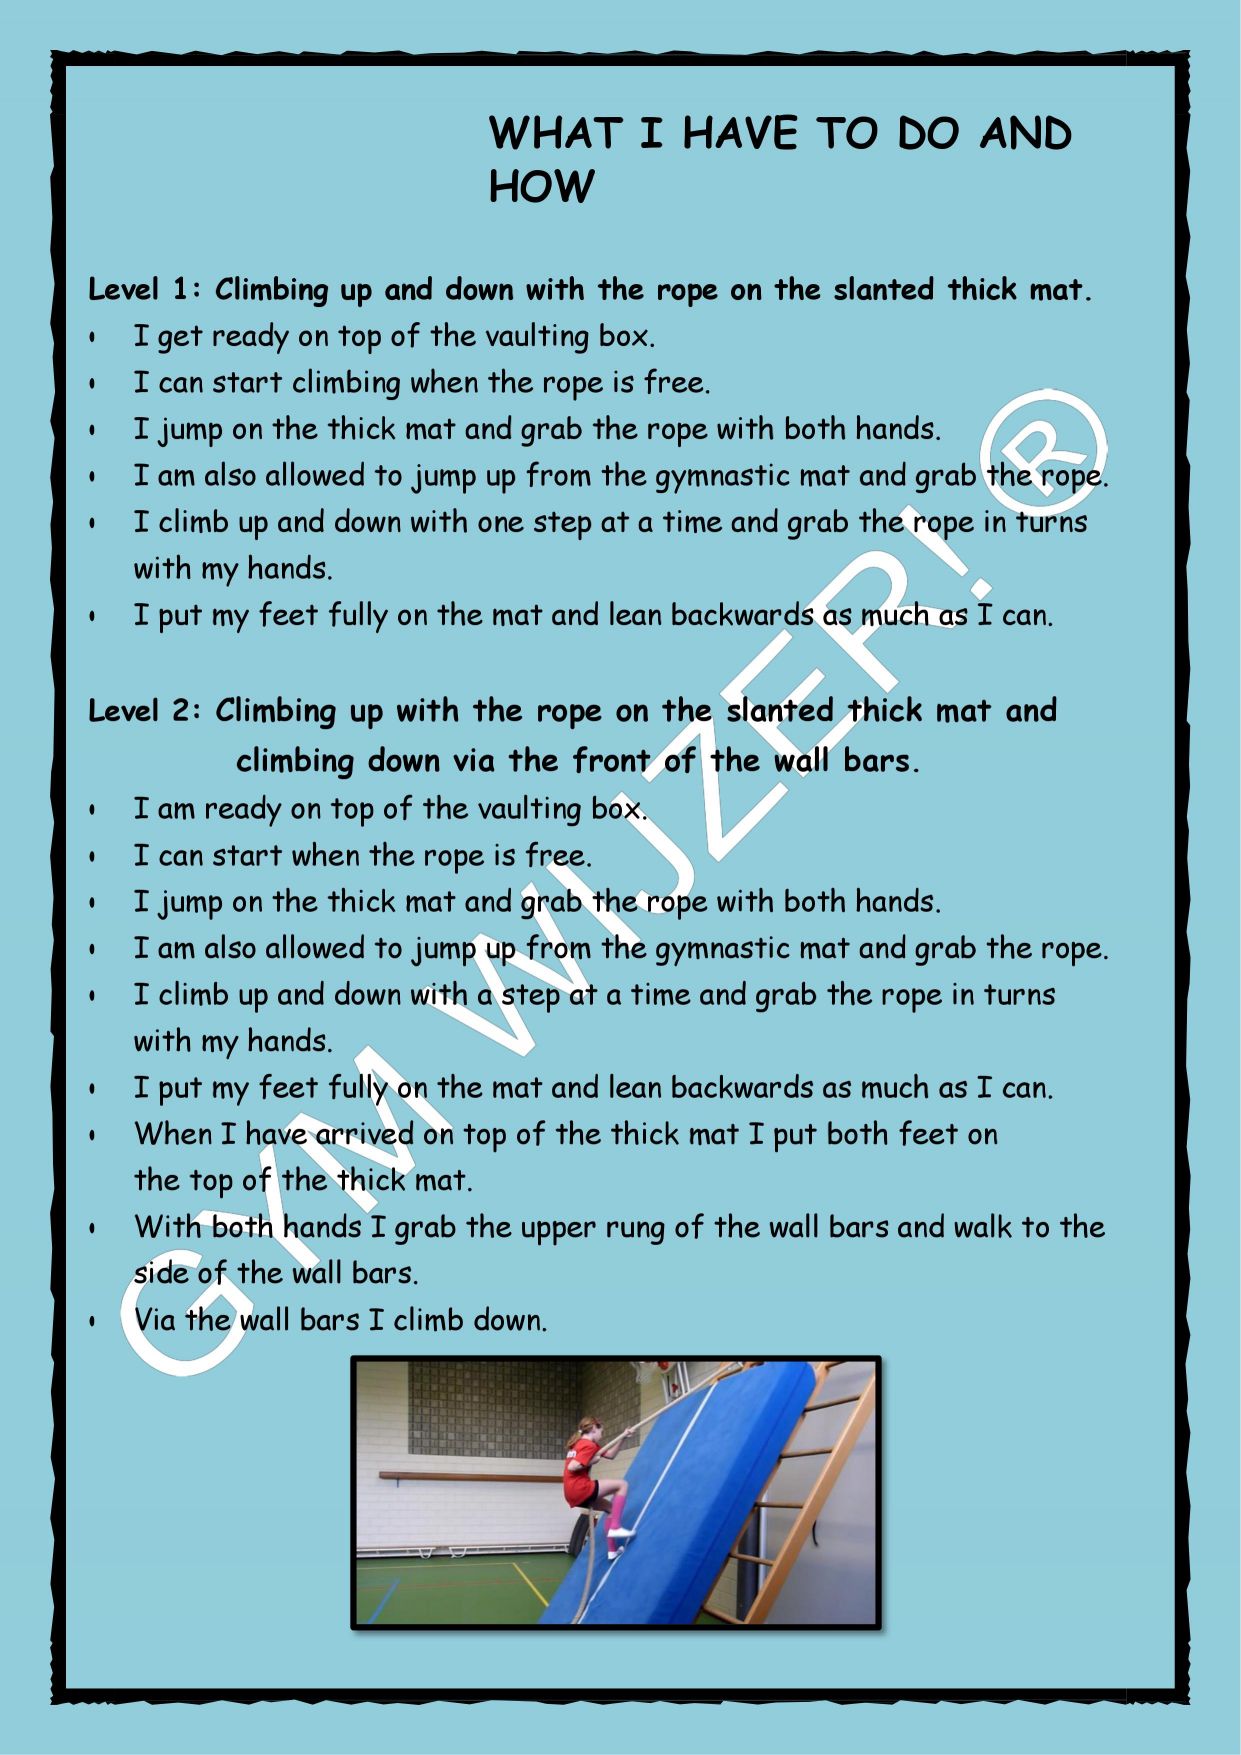 WHAT I HAVE TO DO AND
HOW
Level 1: Climbing up and down with the rope on the slanted thick mat.
• I get ready on top of the vaulting box.
• I can start climbing when the rope is free.
• I jump on the thick mat and grab the rope with both hands.
• I am also allowed to jump up from the gymnastic mat and grab the rope.
• I climb up and down with one step at a time and grab the rope in turns
with my hands.
• I put my feet fully on the mat and lean backwards as much as I can.
Level 2: Climbing up with the rope on the slanted thick mat and
climbing down via the front of the wall bars.
• I am ready on top of the vaulting box.
• I can start when the rope is free.
• I jump on the thick mat and grab the rope with both hands.
• I am also allowed to jump up from the gymnastic mat and grab the rope.
• I climb up and down with a step at a time and grab the rope in turns
with my hands.
• I put my feet fully on the mat and lean backwards as much as I can.
• When I have arrived on top of the thick mat I put both feet on
the top of the thick mat.
• With both hands I grab the upper rung of the wall bars and walk to the
side of the wall bars.
• Via the wall bars I climb down.
GYM WIJZER! ®